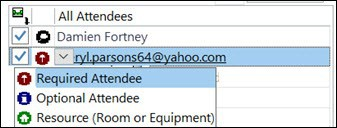 All Attendees
Damien Fortney
ryl.parsons64@yahoo.com
Required Attendee
Optional Attendee
Resource (Room or Equipment)